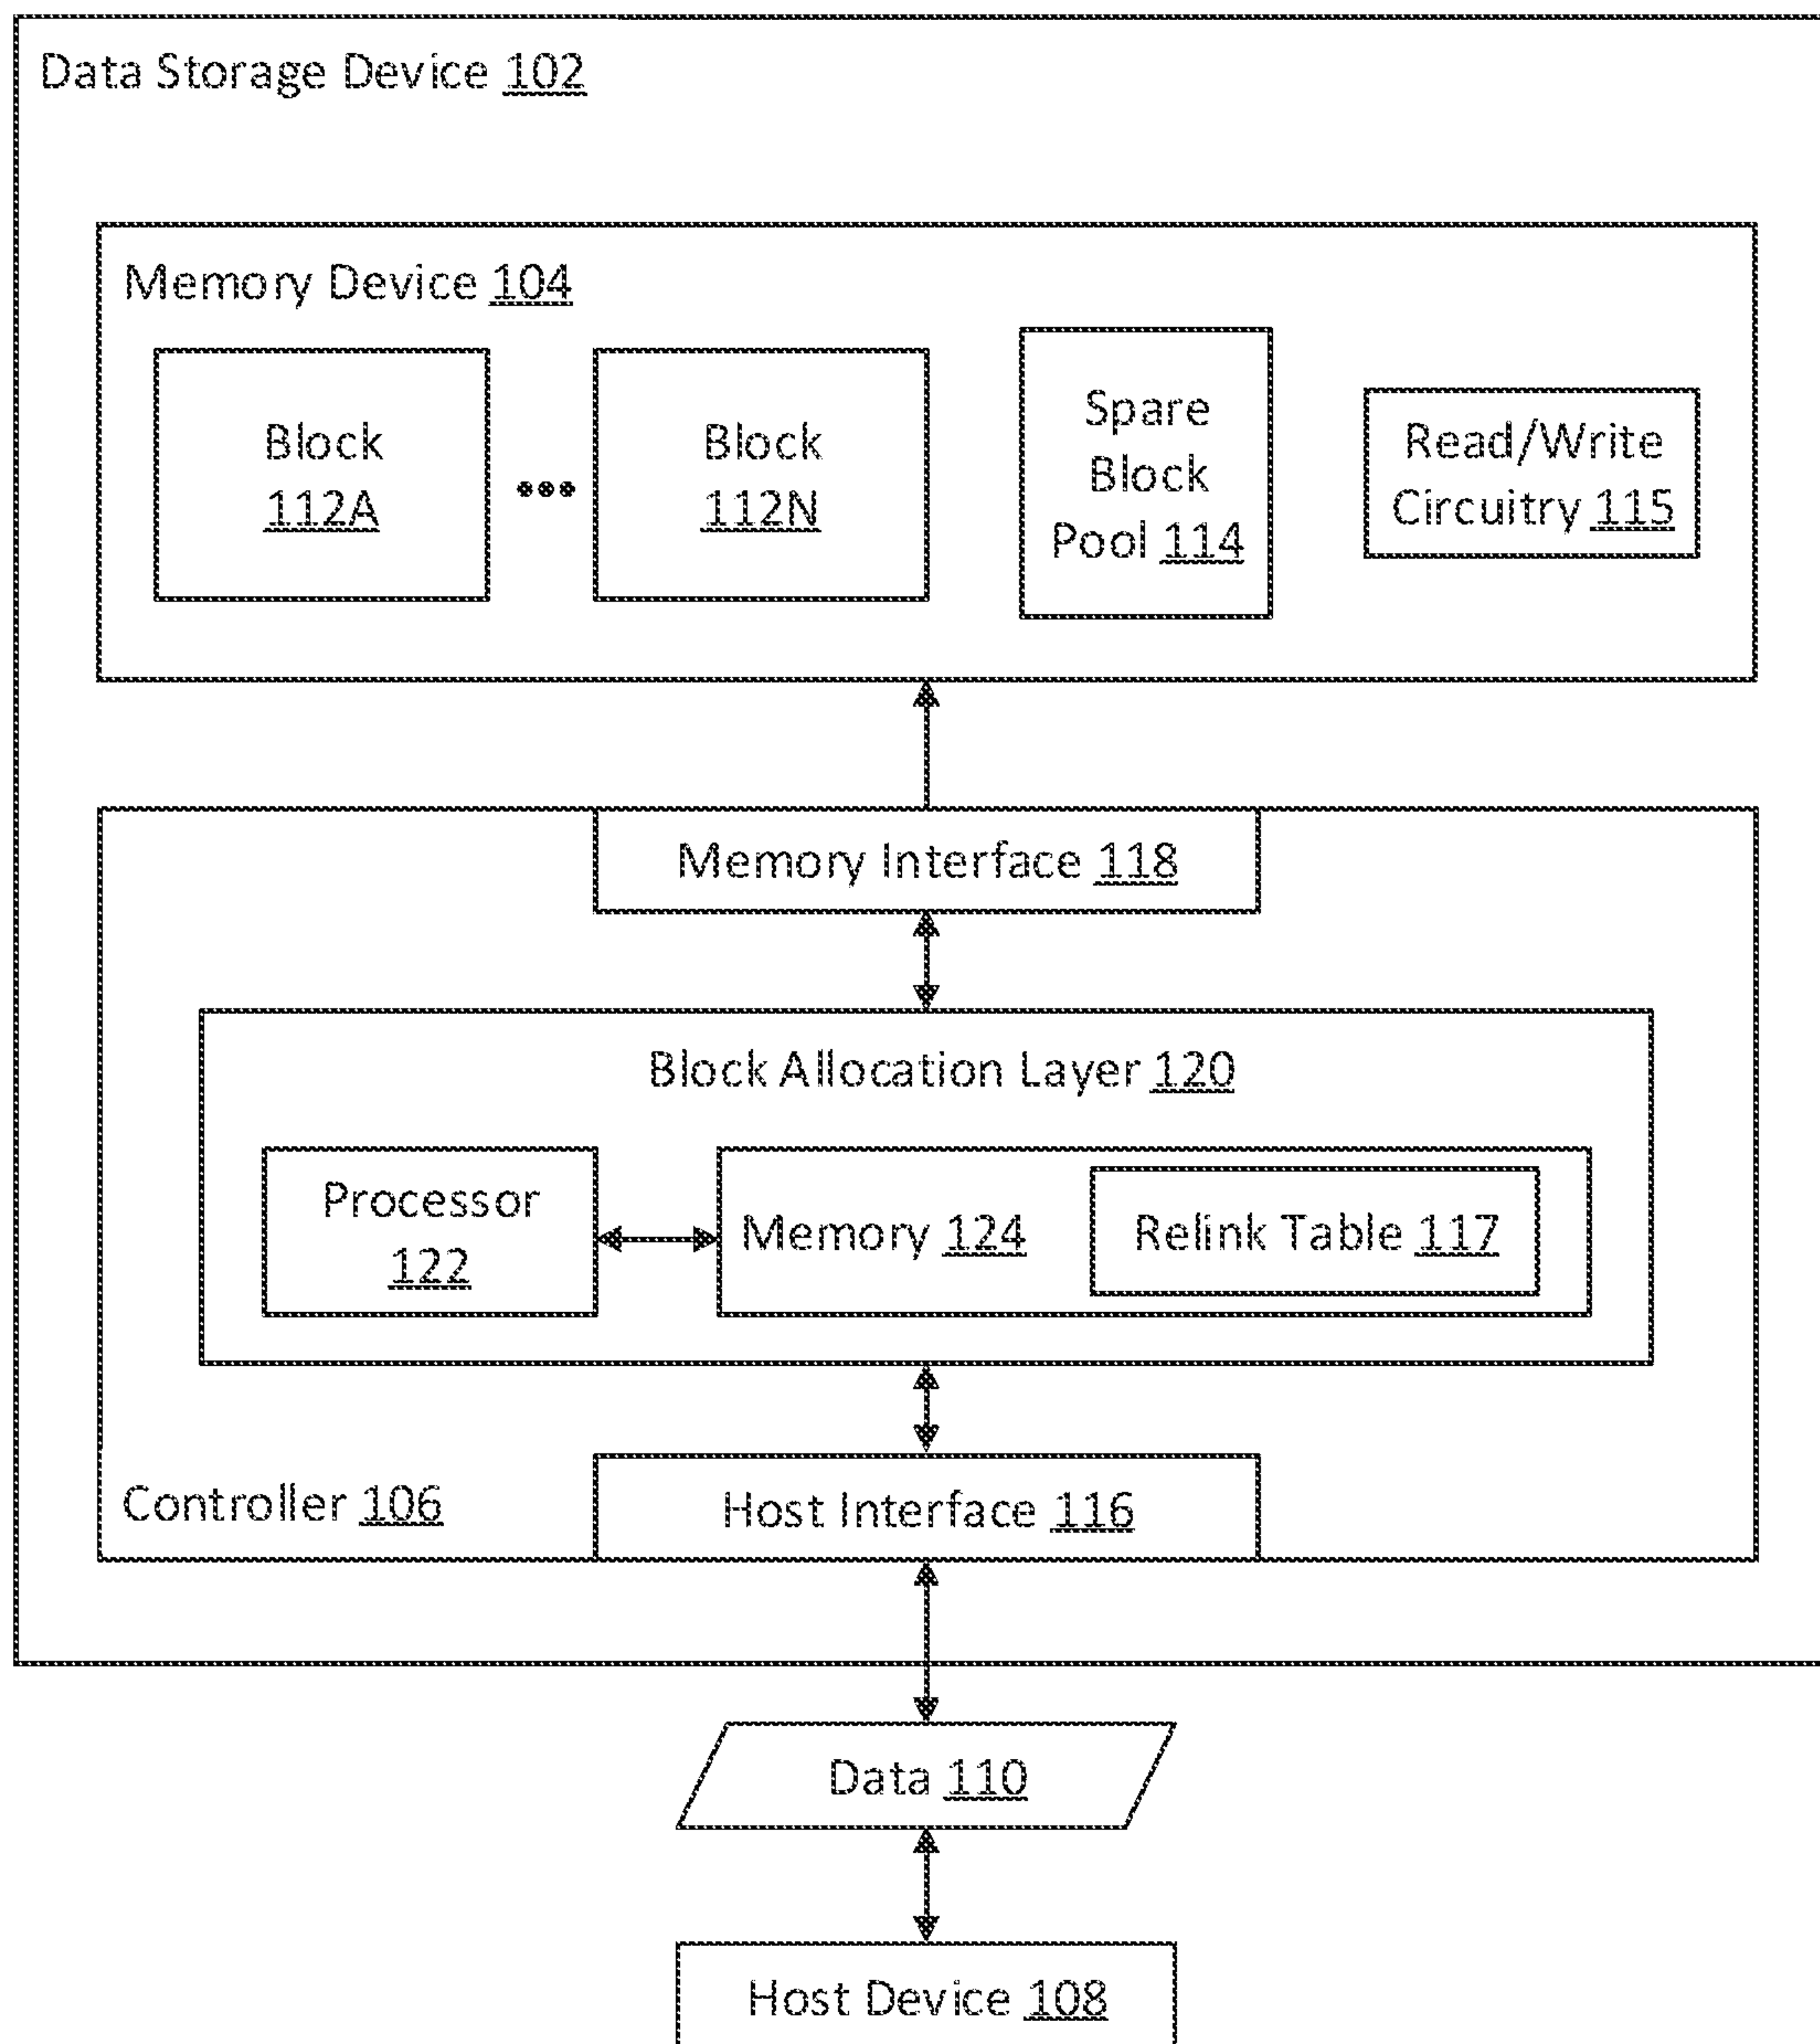 Data Storage Device 102
Memory Device 104
Block
112A
Block
112N
Spare
Block
Pool 114
Read/Write
Circuitry 115
Memory Interface 118
Block Allocation Layer 120
Processor
122
Memory 124
Relink Table 117
Controller 106
Host Interface 116
Data 110
Host Device 108